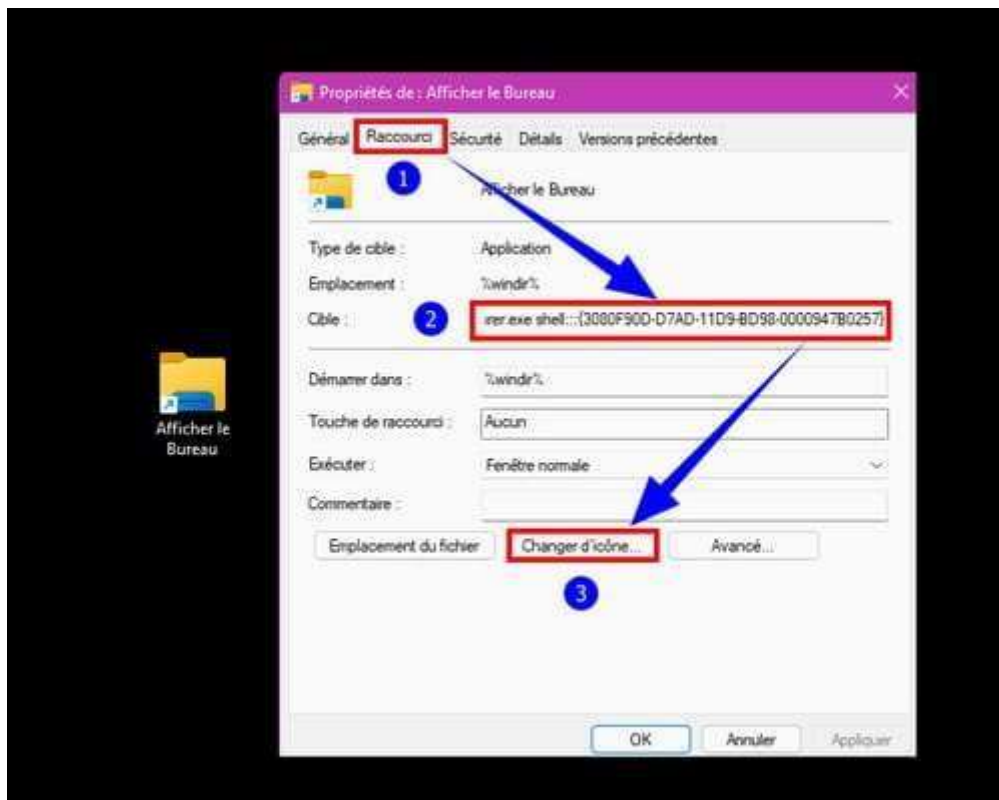 Propriétés de : Afficher le Bureau
Général Raccourci Sécurité Détails Versions précédentes
1
Afficher le Bureau
Type de cible : Application
Emplacement : %windir%
Cible : 2 rer.exe shell:::{3080F90D-D7AD-11D9-BD98-0000947B0257}
Démarrer dans : %windir%
Touche de raccourci : Aucun
Exécuter : Fenêtre normale
Commentaire :
Emplacement du fichier Changer d'icône... Avancé...
3
OK Annuler Appliquer
Afficher le
Bureau